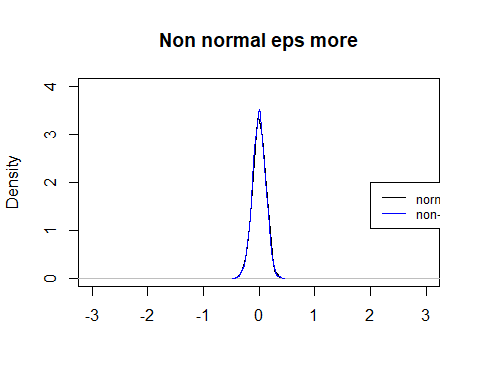 Non normal eps more
Density
4
3
2
1
0
norm
non-
-3 -2 -1 0 1 2 3